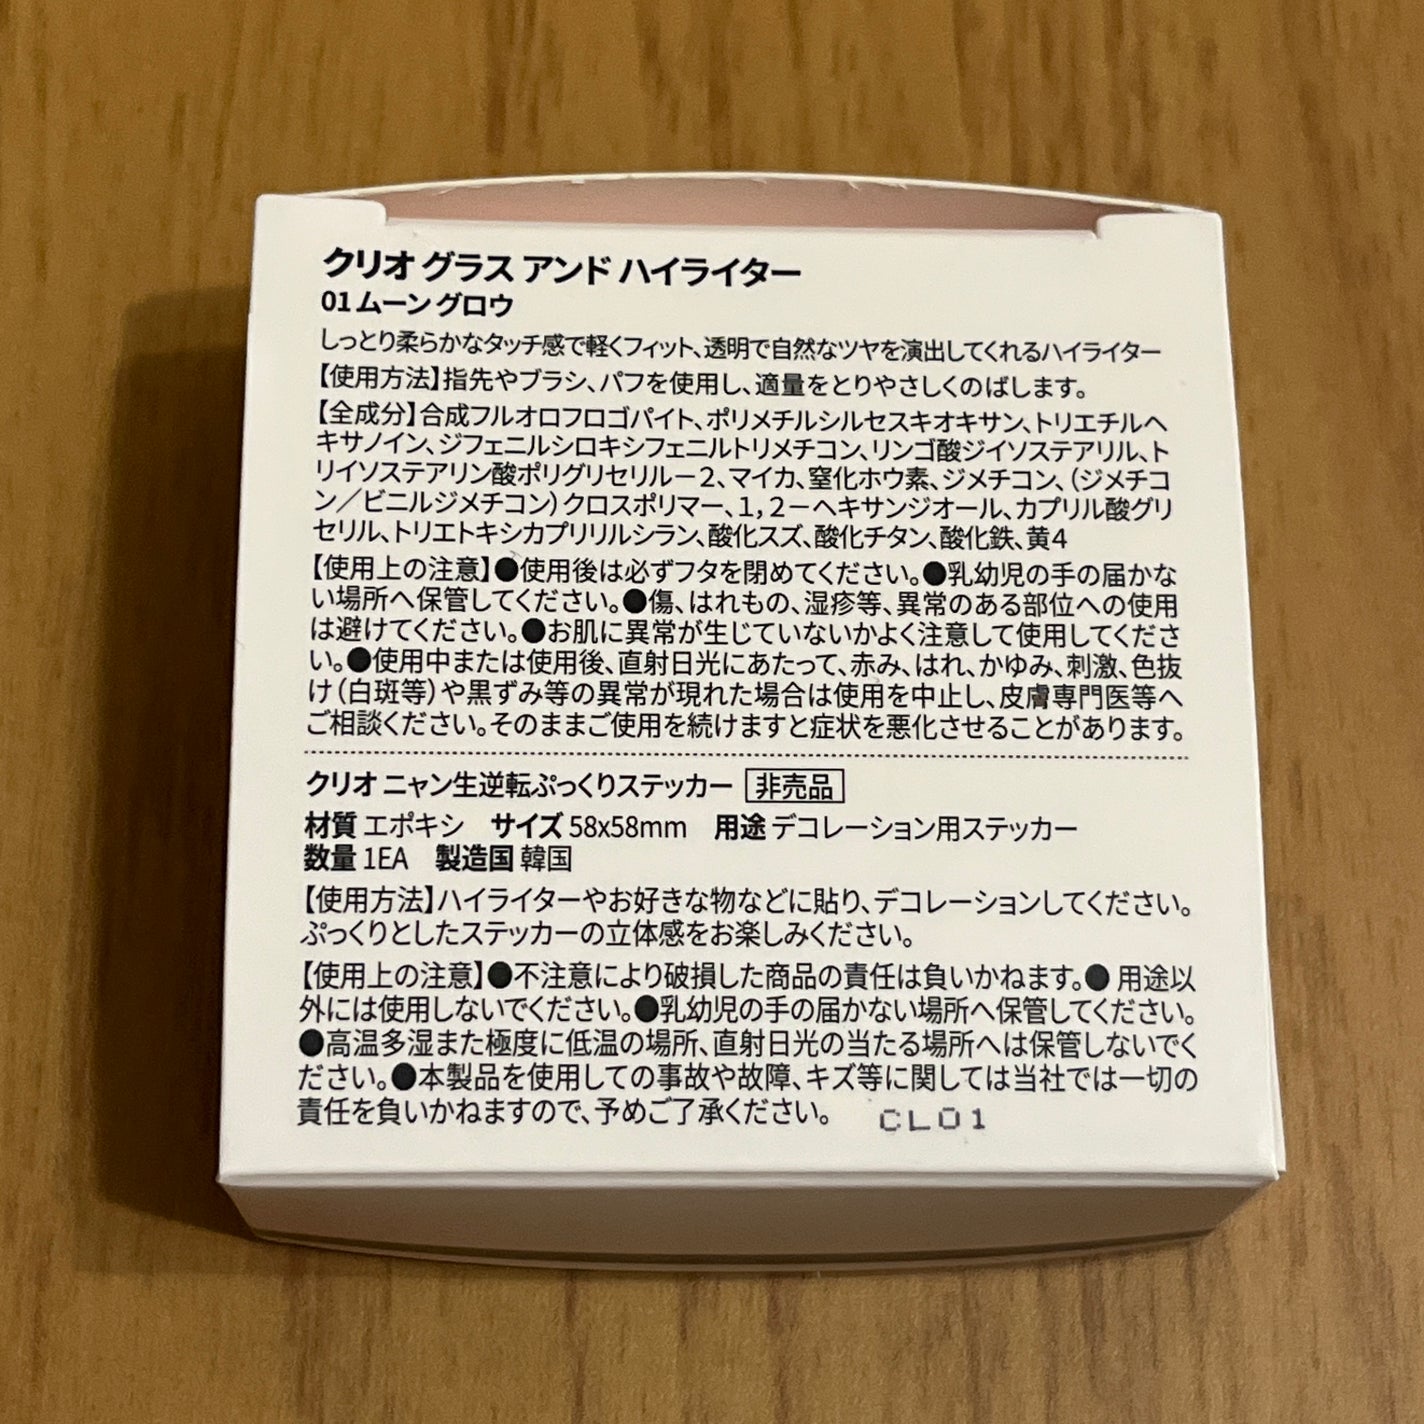 クリオ グラス アンド ハイライター
01 ムーン グロウ
しっとり柔らかなタッチ感で軽くフィット、透明で自然なツヤを演出してくれるハイライター
【使用方法】指先やブラシ、パフを使用し、適量をとりやさしくのばします。
【全成分】合成フルオロフロゴパイト、ポリメチルシルセスキオキサン、トリエチルヘ
キサノイン、ジフェニルシロキシフェニルトリメチコン、リンゴ酸ジイソステアリル、ト
リイソステアリン酸ポリグリセリル－２、マイカ、窒化ホウ素、ジメチコン、（ジメチコ
ン／ビニルジメチコン）クロスポリマー、１，２－ヘキサンジオール、カプリル酸グリ
セリル、トリエトキシカプリリルシラン、酸化スズ、酸化チタン、酸化鉄、黄４
【使用上の注意】●使用後は必ずフタを閉めてください。●乳幼児の手の届かな
い場所へ保管してください。●傷、はれもの、湿疹等、異常のある部位への使用
は避けてください。●お肌に異常が生じていないかよく注意して使用してくださ
い。●使用中または使用後、直射日光にあたって、赤み、はれ、かゆみ、刺激、色抜
け（白斑等）や黒ずみ等の異常が現れた場合は使用を中止し、皮膚専門医等へ
ご相談ください。そのままご使用を続けますと症状を悪化させることがあります。
クリオ ニャン生逆転ぷっくりステッカー 非売品
材質 エポキシ サイズ 58x58mm 用途 デコレーション用ステッカー
数量 1EA 製造国 韓国
【使用方法】ハイライターやお好きな物などに貼り、デコレーションしてください。
ぷっくりとしたステッカーの立体感をお楽しみください。
【使用上の注意】●不注意により破損した商品の責任は負いかねます。● 用途以
外には使用しないでください。●乳幼児の手の届かない場所へ保管してください。
●高温多湿また極度に低温の場所、直射日光の当たる場所へは保管しないでく
ださい。●本製品を使用しての事故や故障、キズ等に関しては当社では一切の
責任を負いかねますので、予めご了承ください。 CL01